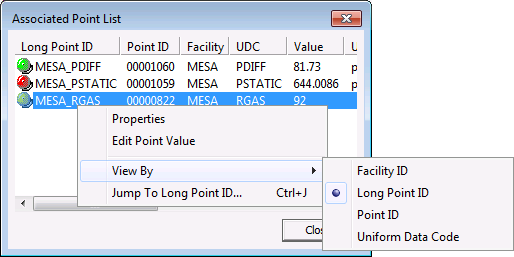 Associated Point List
Long Point ID Point ID Facility UDC Value U
MESA_PDIFF 00001060 MESA PDIFF 81.73 p
MESA_PSTATIC 00001059 MESA PSTATIC 644.0086 p
MESA_RGAS 00000822 MESA RGAS 92
Properties
Edit Point Value
View By
Jump To Long Point ID... Ctrl+J
Facility ID
Long Point ID
Point ID
Uniform Data Code
Clos